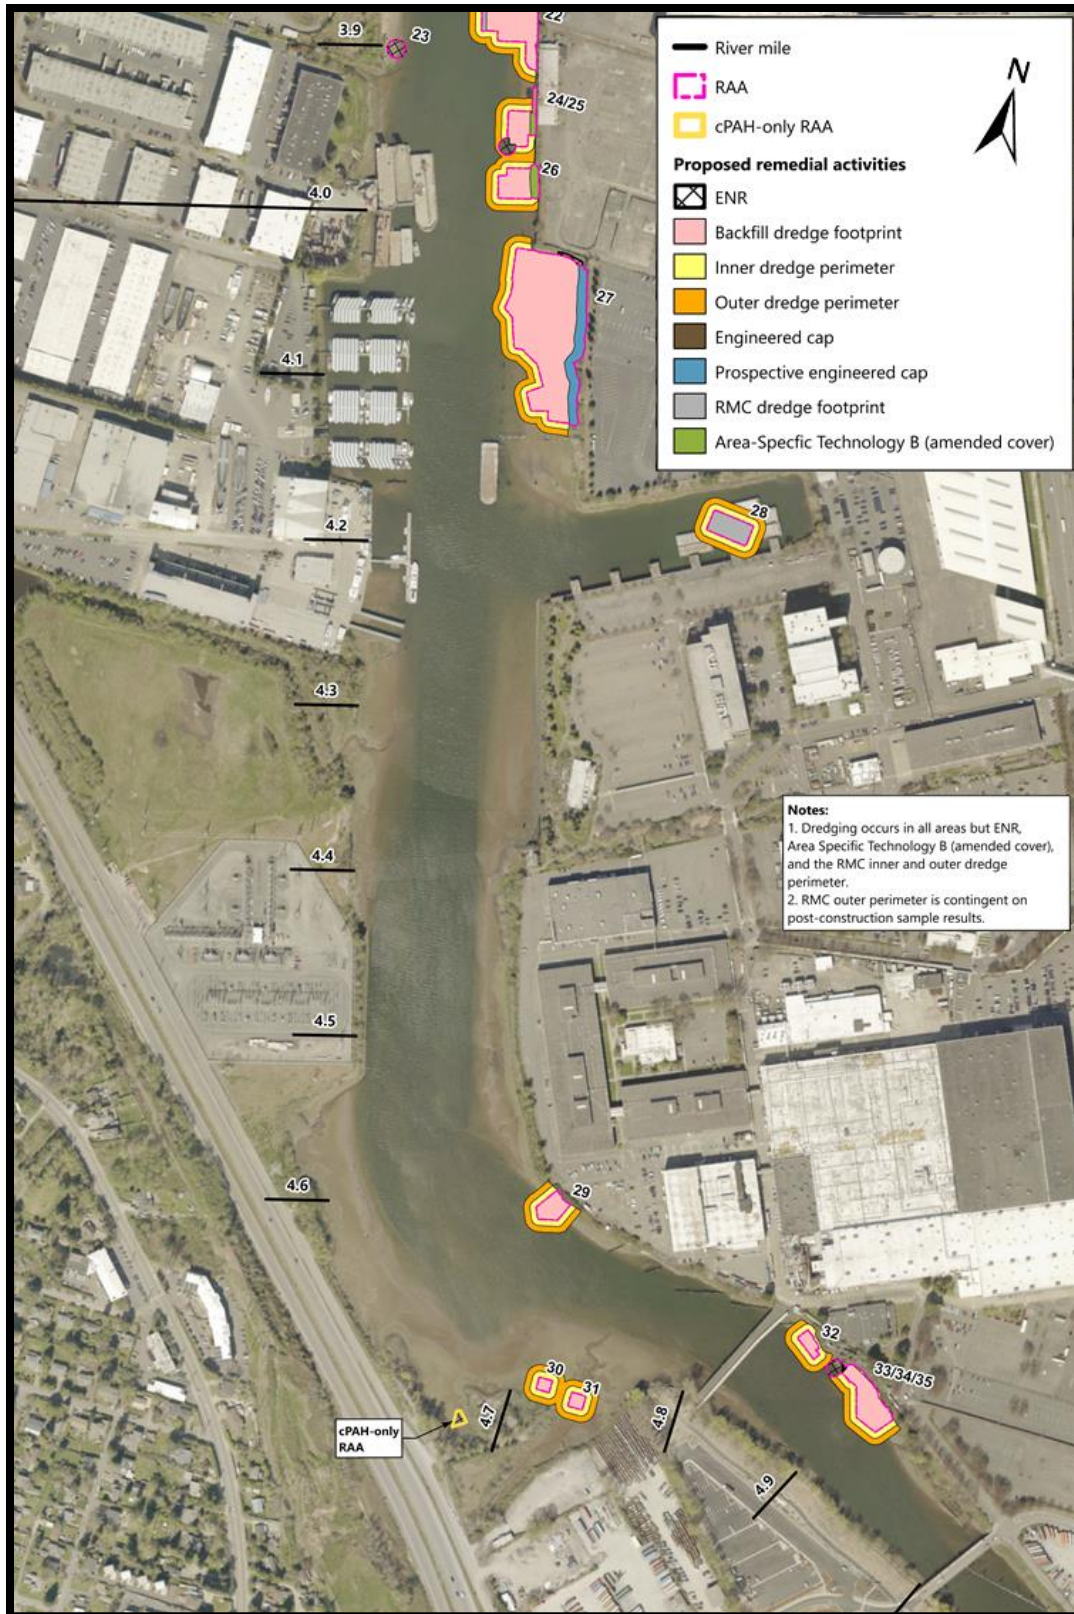 3.9
23
22
24/25
26
4.0
27
4.1
28
4.2
4.3
4.4
4.5
4.6
29
30
31
32
33/34/35
4.7
4.8
4.9
cPAH-only
RAA
River mile
RAA
cPAH-only RAA
N
Proposed remedial activities
ENR
Backfill dredge footprint
Inner dredge perimeter
Outer dredge perimeter
Engineered cap
Prospective engineered cap
RMC dredge footprint
Area-Specfic Technology B (amended cover)
Notes:
1. Dredging occurs in all areas but ENR,
Area Specific Technology B (amended cover),
and the RMC inner and outer dredge
perimeter.
2. RMC outer perimeter is contingent on
post-construction sample results.